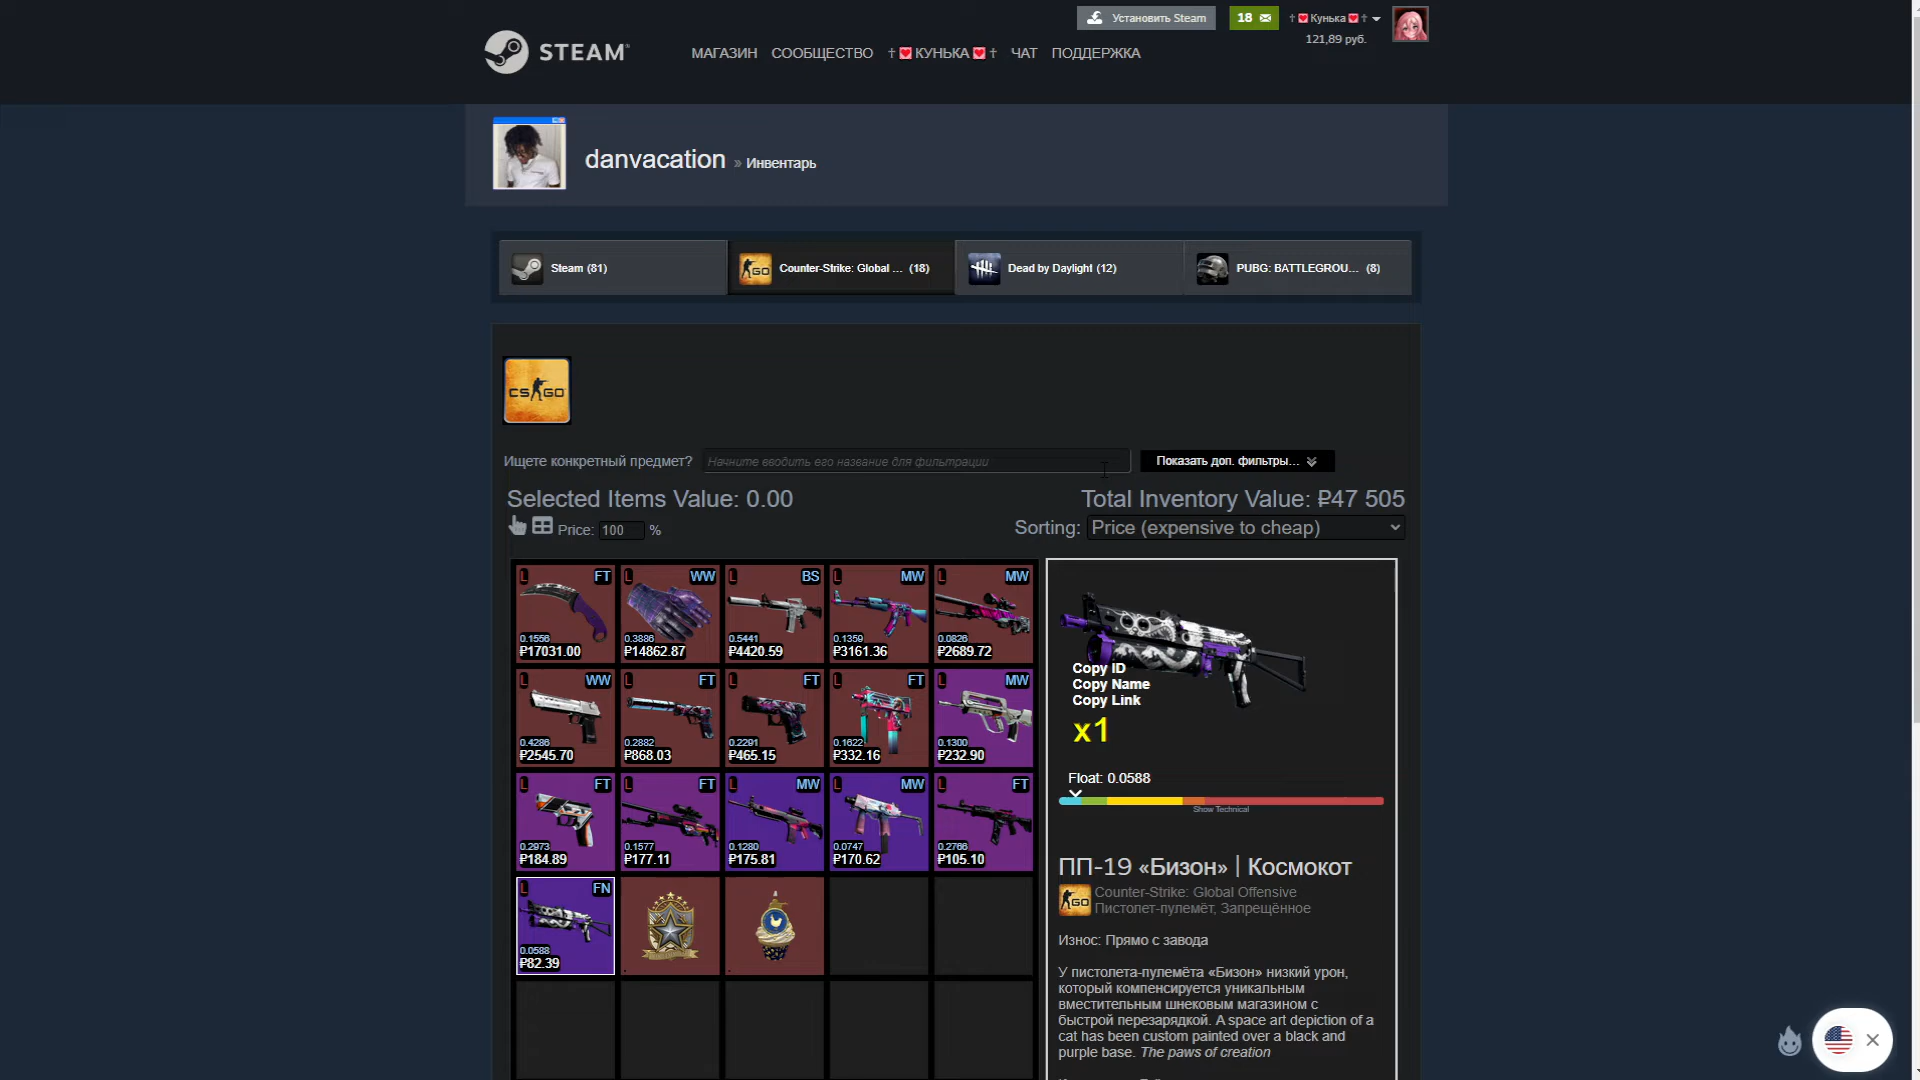 Установить Steam
18
†❤Кунька❤†
121,89 руб.
STEAM®
МАГАЗИН СООБЩЕСТВО †❤КУНЬКА❤† ЧАТ ПОДДЕРЖКА
danvacation » Инвентарь
Steam (81)
Counter-Strike: Global ... (18)
Dead by Daylight (12)
PUBG: BATTLEGROU... (8)
CS GO
Ищете конкретный предмет? Начните вводить его название для фильтрации Показать доп. фильтры...
Selected Items Value: 0.00 Total Inventory Value: ₽47 505
Price: 100 % Sorting: Price (expensive to cheap)
L FT L WW L BS L MW L MW
0.1556 0.3886 0.5441 0.1359 0.0826
₽17031.00 ₽14862.87 ₽4420.59 ₽3161.36 ₽2689.72
L WW L FT L FT L FT MW
0.4286 0.2882 0.2291 0.1622 0.1300
₽2545.70 ₽868.03 ₽465.15 ₽332.16 ₽232.90
L FT L FT L MW L MW L FT
0.2973 0.1577 0.1280 0.0747 0.2766
₽184.89 ₽177.11 ₽175.81 ₽170.62 ₽105.10
L FN
0.0588
₽82.39
Copy ID
Copy Name
Copy Link
x1
Float: 0.0588
Show Technical
ПП-19 «Бизон» | Космокот
GO
Counter-Strike: Global Offensive
Пистолет-пулемёт, Запрещённое
Износ: Прямо с завода
У пистолета-пулемёта «Бизон» низкий урон,
который компенсируется уникальным
вместительным шнековым магазином с
быстрой перезарядкой. A space art depiction of a
cat has been custom painted over a black and
purple base. The paws of creation